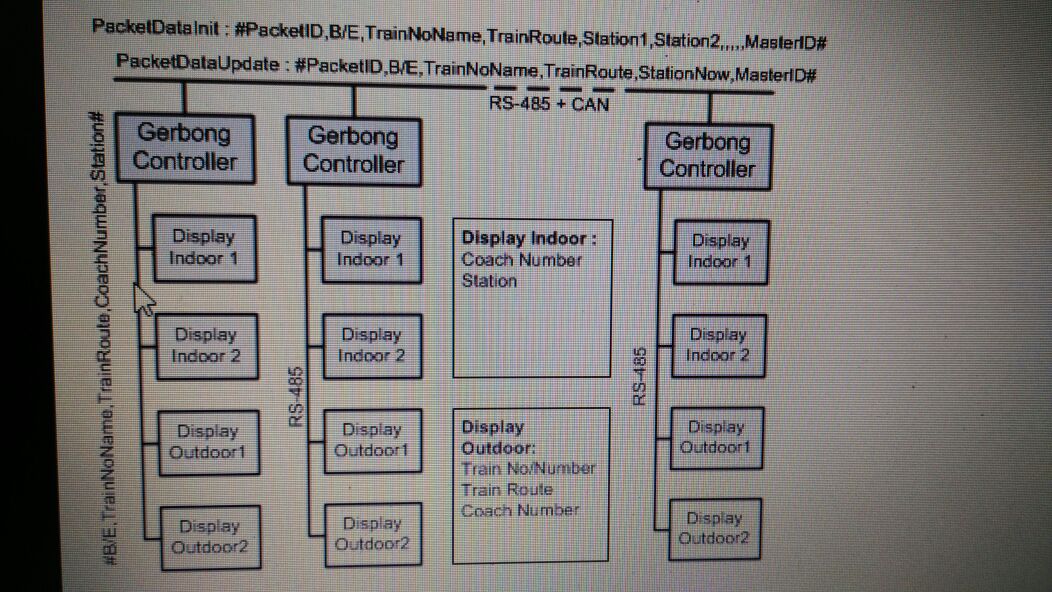 PacketDataInit : #PacketID,B/E,TrainNoName,TrainRoute,Station1,Station2,,,,,MasterID#
PacketDataUpdate : #PacketID,B/E,TrainNoName,TrainRoute,StationNow,MasterID#
RS-485 + CAN
#B/E,TrainNoName,TrainRoute,CoachNumber,Station#
Gerbong
Controller
Display
Indoor 1
Display
Indoor 2
Display
Outdoor1
Display
Outdoor2
Gerbong
Controller
RS-485
Display
Indoor 1
Display
Indoor 2
Display
Outdoor1
Display
Outdoor2
Display Indoor :
Coach Number
Station
Display
Outdoor:
Train No/Number
Train Route
Coach Number
Gerbong
Controller
RS-485
Display
Indoor 1
Display
Indoor 2
Display
Outdoor1
Display
Outdoor2